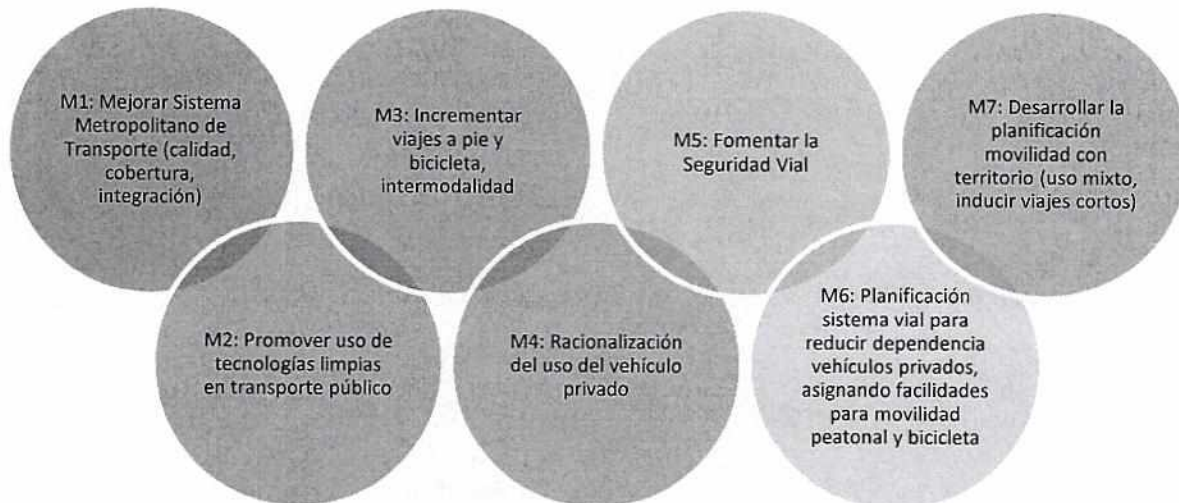 M1: Mejorar Sistema
Metropolitano de
Transporte (calidad,
cobertura,
integración)
M2: Promover uso de
tecnologías limpias
en transporte público
M3: Incrementar
viajes a pie y
bicicleta,
intermodalidad
M4: Racionalización
del uso del vehículo
privado
M5: Fomentar la
Seguridad Vial
M6: Planificación
sistema vial para
reducir dependencia
vehículos privados,
asignando facilidades
para movilidad
peatonal y bicicleta
M7: Desarrollar la
planificación
movilidad con
territorio (uso mixto,
inducir viajes cortos)